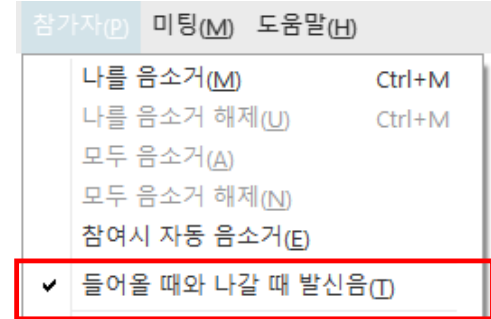 참가자(P) 미팅(M) 도움말(H)
나를 음소거(M) Ctrl+M
나를 음소거 해제(U) Ctrl+M
모두 음소거(A)
모두 음소거 해제(N)
참여시 자동 음소거(E)
✔ 들어올 때와 나갈 때 발신음(T)